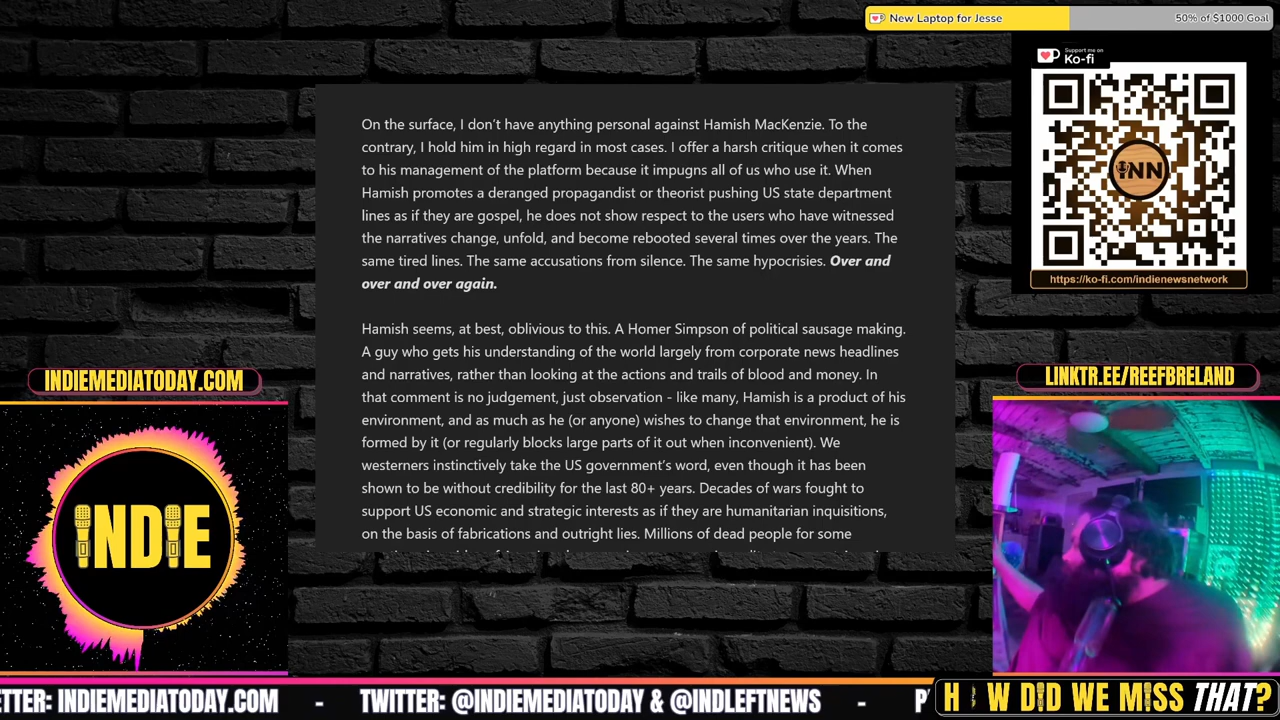 New Laptop for Jesse
50% of $1000 Goal
Support me on
Ko-fi
iNN
https://ko-fi.com/indienewsnetwork
On the surface, I don't have anything personal against Hamish MacKenzie. To the
contrary, I hold him in high regard in most cases. I offer a harsh critique when it comes
to his management of the platform because it impugns all of us who use it. When
Hamish promotes a deranged propagandist or theorist pushing US state department
lines as if they are gospel, he does not show respect to the users who have witnessed
the narratives change, unfold, and become rebooted several times over the years. The
same tired lines. The same accusations from silence. The same hypocrisies. Over and
over and over again.
Hamish seems, at best, oblivious to this. A Homer Simpson of political sausage making.
A guy who gets his understanding of the world largely from corporate news headlines
and narratives, rather than looking at the actions and trails of blood and money. In
that comment is no judgement, just observation - like many, Hamish is a product of his
environment, and as much as he (or anyone) wishes to change that environment, he is
formed by it (or regularly blocks large parts of it out when inconvenient). We
westerners instinctively take the US government's word, even though it has been
shown to be without credibility for the last 80+ years. Decades of wars fought to
support US economic and strategic interests as if they are humanitarian inquisitions,
on the basis of fabrications and outright lies. Millions of dead people for some
INDIEMEDIATODAY.COM
LINKTR.EE/REEFBRELAND
INDIE
ETTER: INDIEMEDIATODAY.COM - TWITTER: @INDIEMEDIATODAY & @INDLEFTNEWS - P
HOW DID WE MISS THAT?